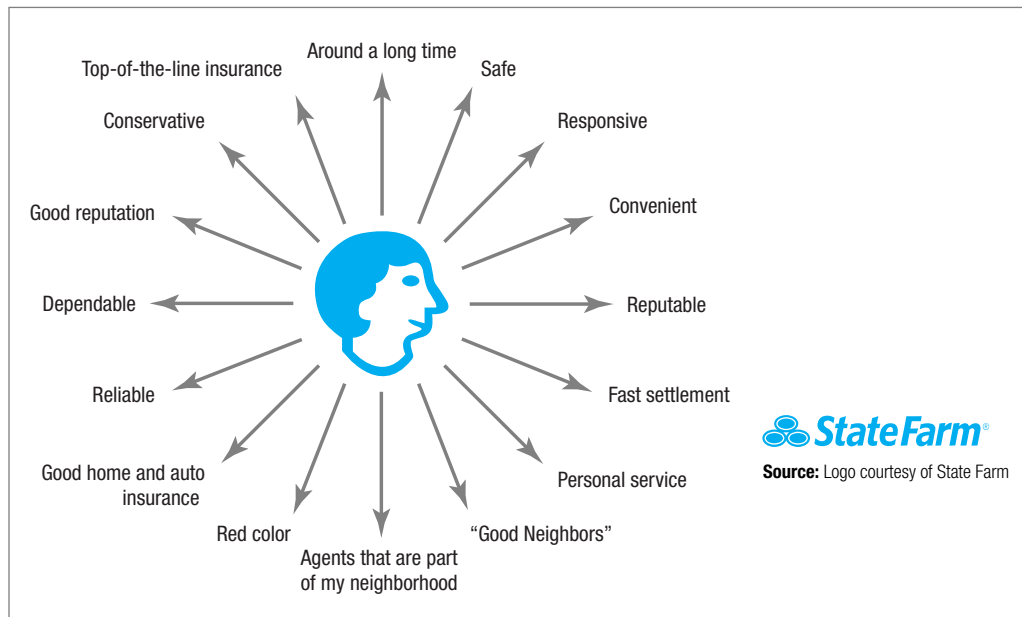 Around a long time
Safe
Top-of-the-line insurance
Responsive
Conservative
Convenient
Good reputation
Dependable
Reputable
Reliable
Fast settlement
Good home and auto
insurance
Personal service
Red color
“Good Neighbors”
Agents that are part
of my neighborhood
StateFarm®
Source: Logo courtesy of State Farm